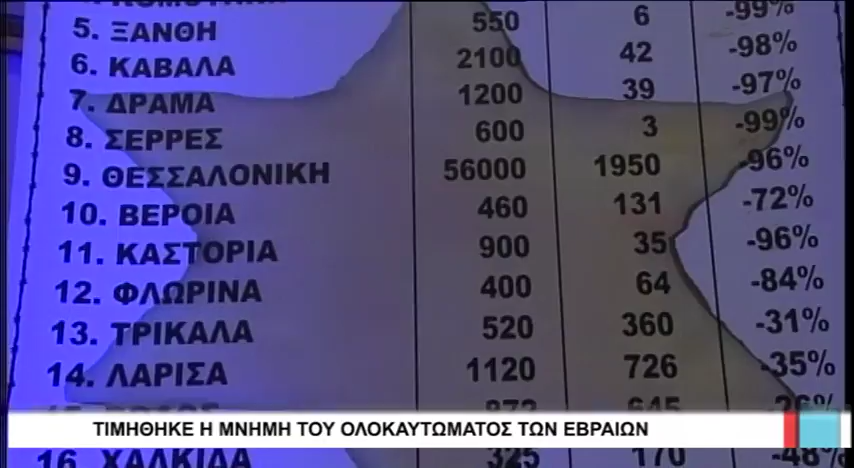 5. ΞΑΝΘΗ 550 6 -99%
6. ΚΑΒΑΛΑ 2100 42 -98%
7. ΔΡΑΜΑ 1200 39 -97%
8. ΣΕΡΡΕΣ 600 3 -99%
9. ΘΕΣΣΑΛΟΝΙΚΗ 56000 1950 -96%
10. ΒΕΡΟΙΑ 460 131 -72%
11. ΚΑΣΤΟΡΙΑ 900 35 -96%
12. ΦΛΩΡΙΝΑ 400 64 -84%
13. ΤΡΙΚΑΛΑ 520 360 -31%
14. ΛΑΡΙΣΑ 1120 726 -35%
ΤΙΜΗΘΗΚΕ Η ΜΝΗΜΗ ΤΟΥ ΟΛΟΚΑΥΤΩΜΑΤΟΣ ΤΩΝ ΕΒΡΑΙΩΝ
16. ΧΑΛΚΙΔΑ 325 170 -48%